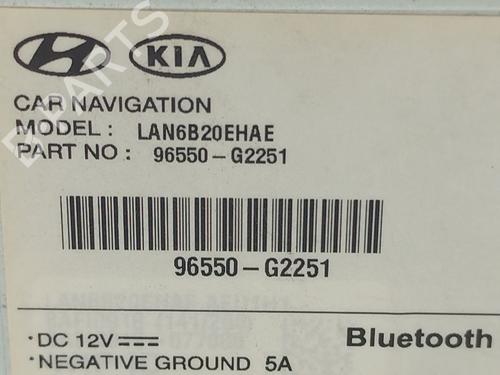 KIA
CAR NAVIGATION
MODEL : LAN6B20EHAE
PART NO : 96550-G2251
96550-G2251
·DC 12V
Bluetooth
·NEGATIVE GROUND 5A